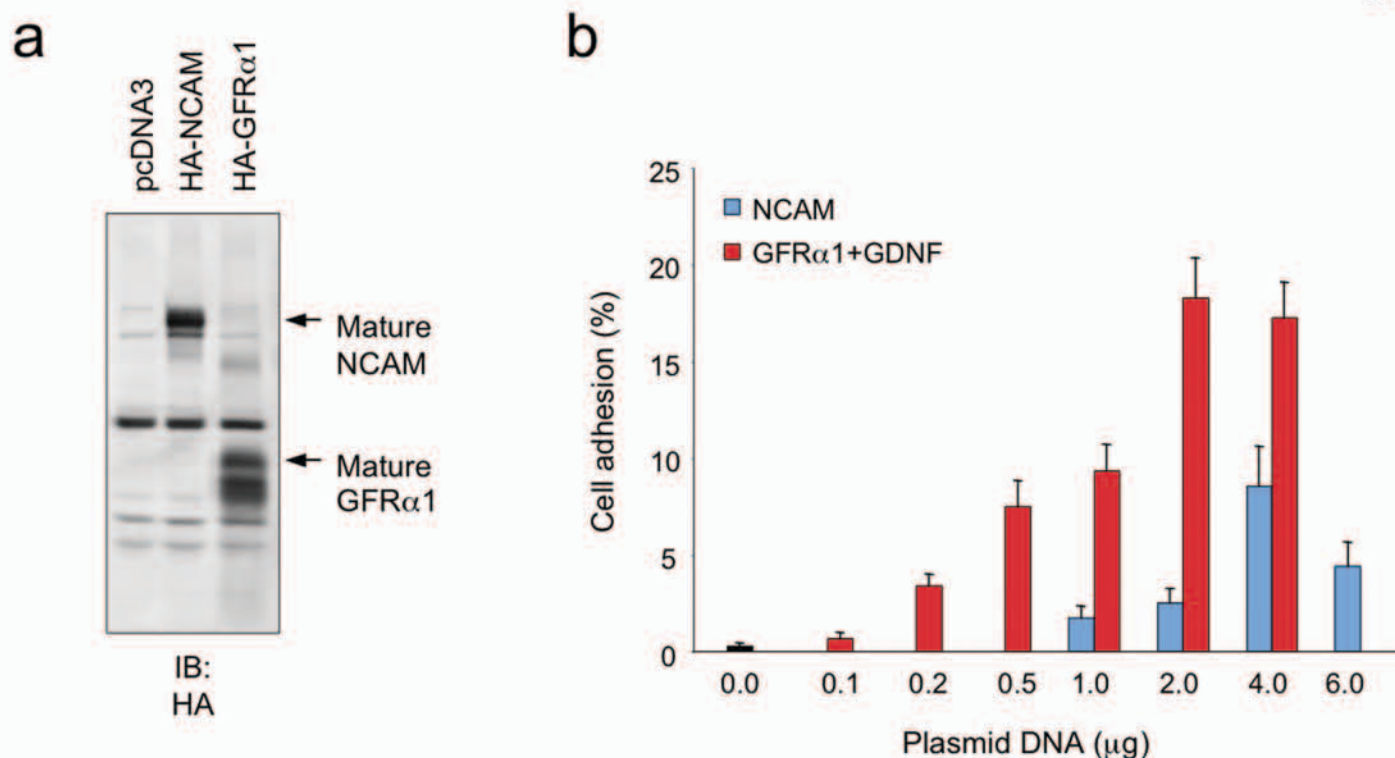 a
pcDNA3
HA-NCAM
HA-GFRα1
Mature
NCAM
Mature
GFRα1
IB:
HA
b
25
20
15
10
5
0
Cell adhesion (%)
NCAM
GFRα1+GDNF
0.0 0.1 0.2 0.5 1.0 2.0 4.0 6.0
Plasmid DNA (μg)